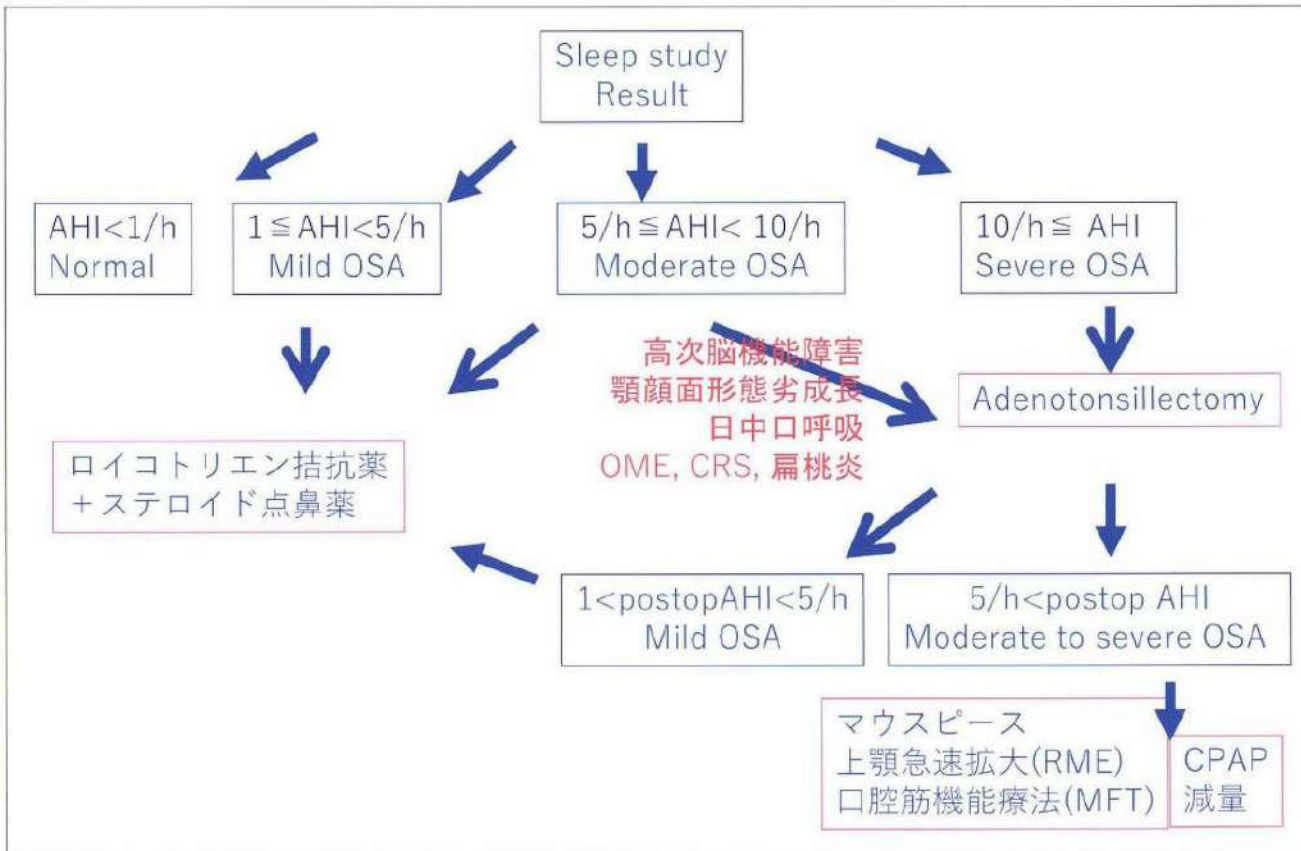 Sleep study
Result
AHI<1/h
Normal
1≦AHI<5/h
Mild OSA
5/h≦AHI< 10/h
Moderate OSA
10/h≦ AHI
Severe OSA
高次脳機能障害
顎顔面形態劣成長
日中口呼吸
OME, CRS, 扁桃炎
Adenotonsillectomy
ロイコトリエン拮抗薬
＋ステロイド点鼻薬
1<postopAHI<5/h
Mild OSA
5/h<postop AHI
Moderate to severe OSA
マウスピース
上顎急速拡大(RME)
口腔筋機能療法(MFT)
CPAP
減量